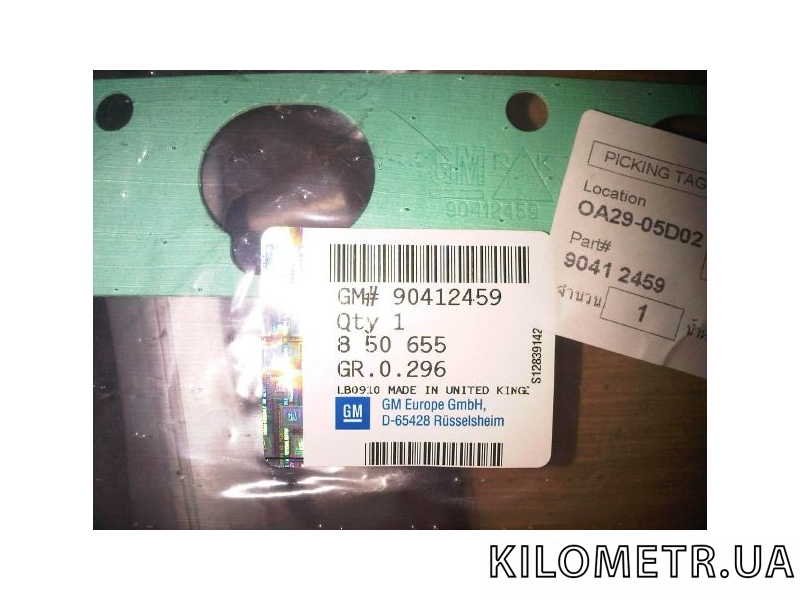 GM R K
90412459
PICKING TAG
Location
OA29-05D02
Part#
9041 2459
จำนวน 1
GM# 90412459
Qty 1
8 50 655
GR.0.296
LB0910 MADE IN UNITED KING
S12839142
GM
GM Europe GmbH,
D-65428 Rüsselsheim
KILOMETR.UA